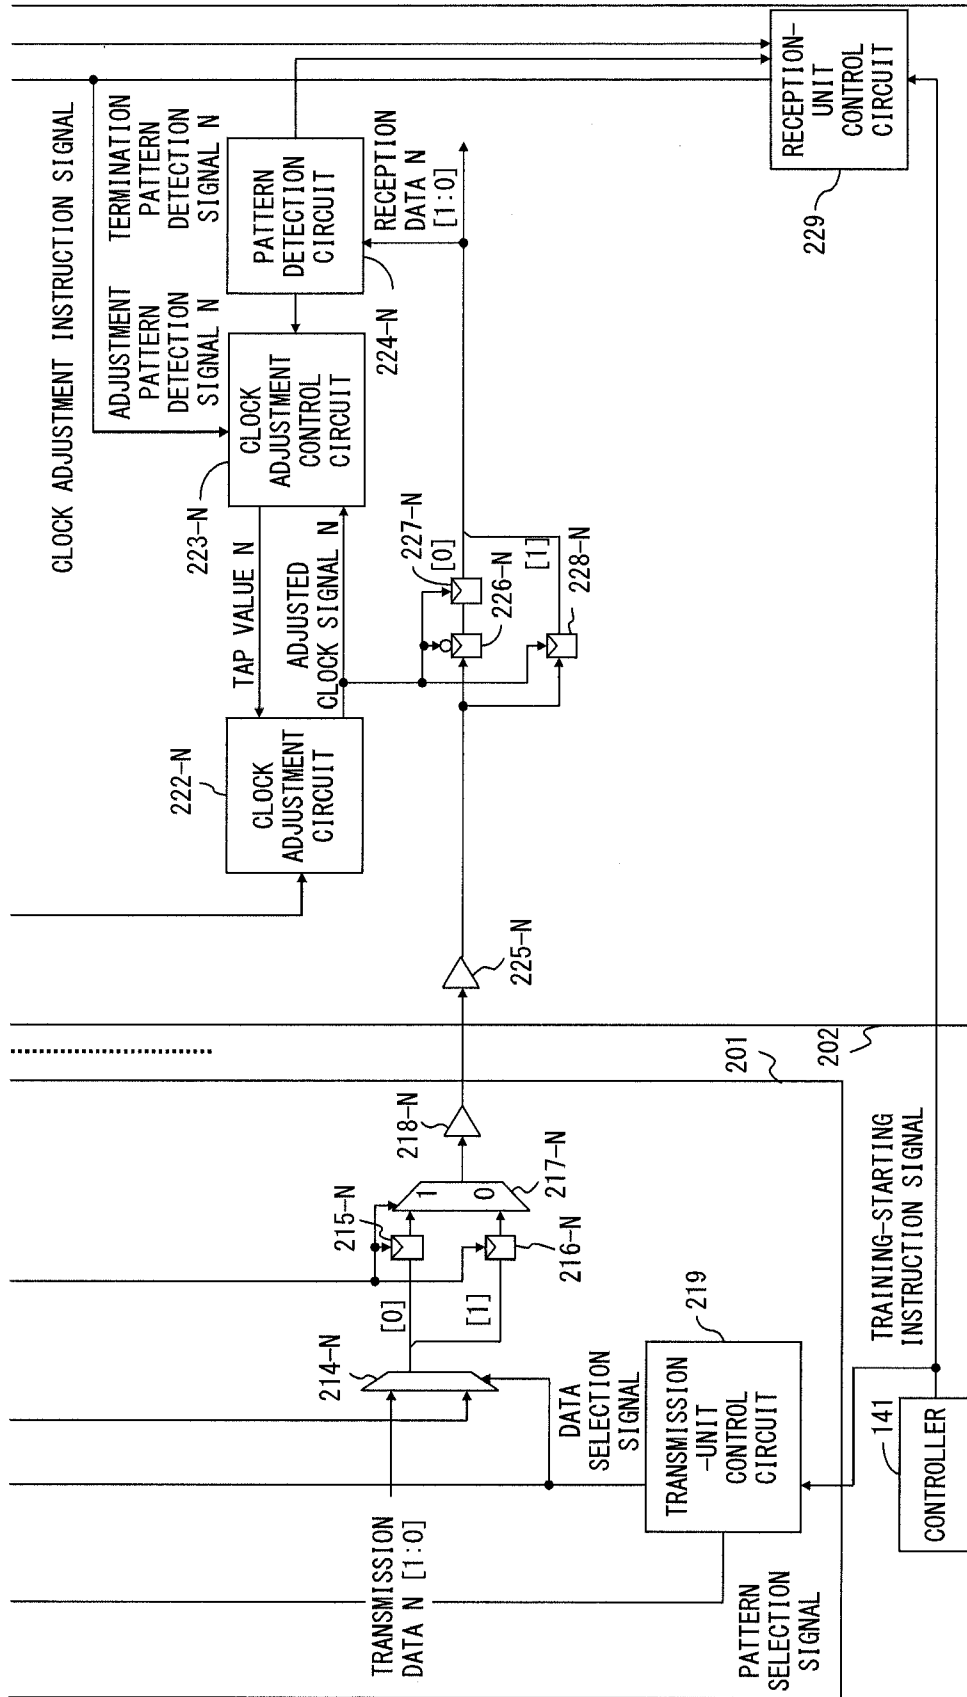 CLOCK ADJUSTMENT INSTRUCTION SIGNAL
ADJUSTMENT
PATTERN
DETECTION
SIGNAL N
TERMINATION
PATTERN
DETECTION
SIGNAL N
222-N
CLOCK
ADJUSTMENT
CIRCUIT
TAP VALUE N
ADJUSTED
CLOCK SIGNAL N
223-N
CLOCK
ADJUSTMENT
CONTROL
CIRCUIT
PATTERN
DETECTION
CIRCUIT
224-N
RECEPTION
DATA N
[1:0]
227-N
[0]
226-N
[1]
228-N
225-N
RECEPTION-
UNIT
CONTROL
CIRCUIT
229
201
202
TRANSMISSION
DATA N [1:0]
214-N
[0]
[1]
215-N
216-N
1
0
217-N
218-N
DATA
SELECTION
SIGNAL
219
TRANSMISSION
-UNIT
CONTROL
CIRCUIT
PATTERN
SELECTION
SIGNAL
TRAINING-STARTING
INSTRUCTION SIGNAL
141
CONTROLLER